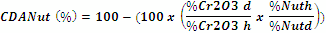 CDANut (%) = 100 − (100 x (%Cr2O3 d / %Cr2O3 h x %Nuth / %Nutd))